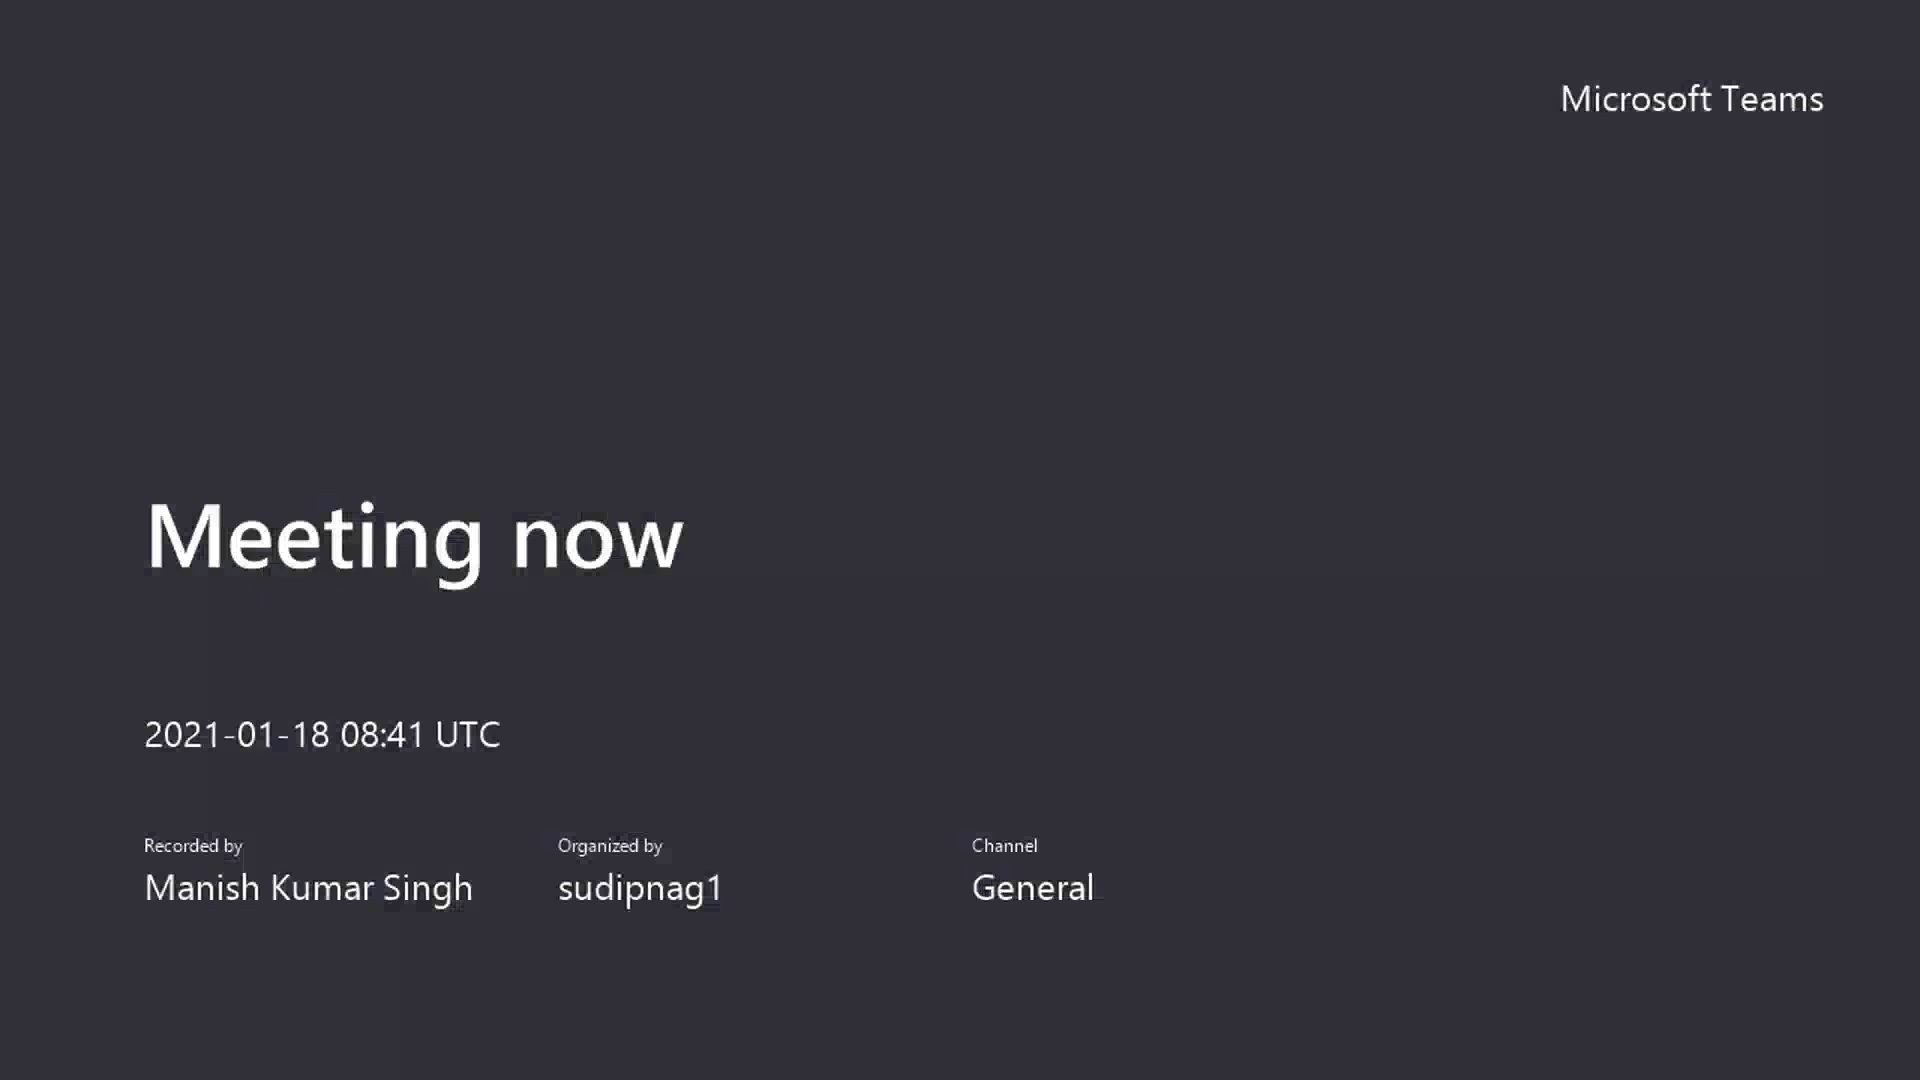 Microsoft Teams
Meeting now
2021-01-18 08:41 UTC
Recorded by
Manish Kumar Singh
Organized by
sudipnag1
Channel
General